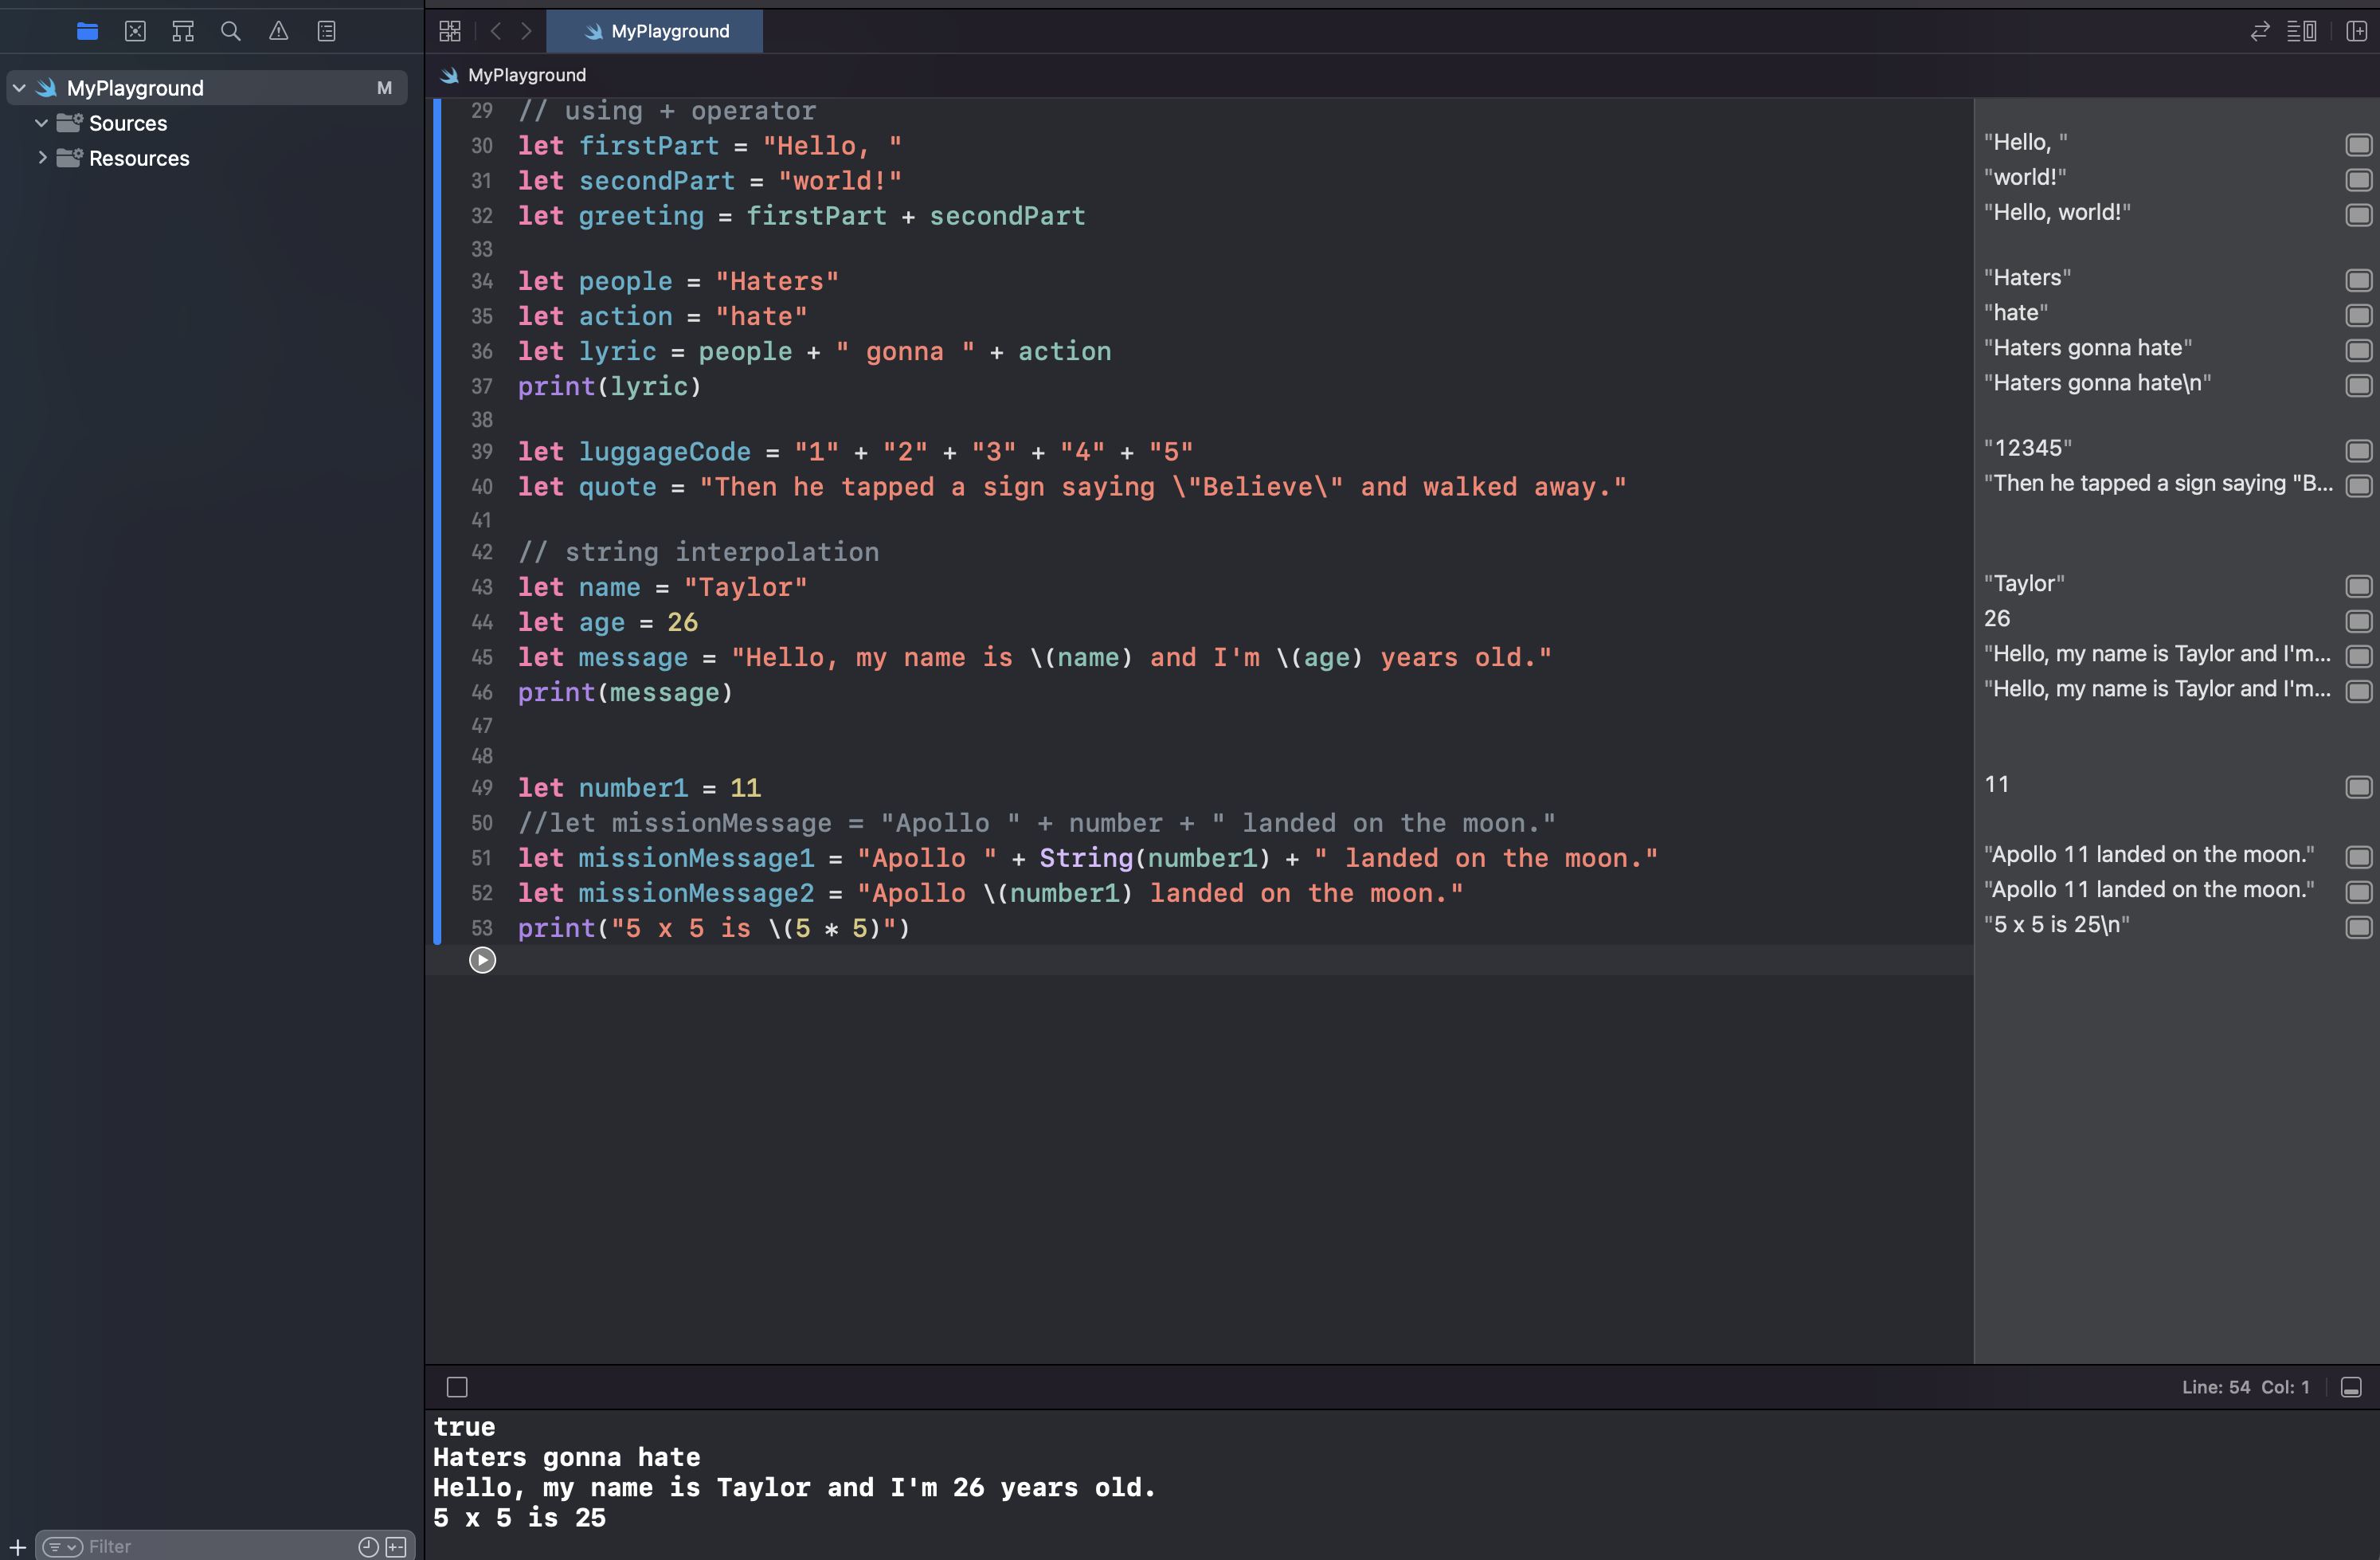 MyPlayground
MyPlayground M
Sources
Resources
MyPlayground
29 // using + operator
30 let firstPart = "Hello, "
"Hello, "
31 let secondPart = "world!"
"world!"
32 let greeting = firstPart + secondPart
"Hello, world!"
33
34 let people = "Haters"
"Haters"
35 let action = "hate"
"hate"
36 let lyric = people + " gonna " + action
"Haters gonna hate"
37 print(lyric)
"Haters gonna hate\n"
38
39 let luggageCode = "1" + "2" + "3" + "4" + "5"
"12345"
40 let quote = "Then he tapped a sign saying \"Believe\" and walked away."
"Then he tapped a sign saying "B...
41
42 // string interpolation
43 let name = "Taylor"
"Taylor"
44 let age = 26
26
45 let message = "Hello, my name is \(name) and I'm \(age) years old."
"Hello, my name is Taylor and I'm...
46 print(message)
"Hello, my name is Taylor and I'm...
47
48
49 let number1 = 11
11
50 //let missionMessage = "Apollo " + number + " landed on the moon."
51 let missionMessage1 = "Apollo " + String(number1) + " landed on the moon."
"Apollo 11 landed on the moon."
52 let missionMessage2 = "Apollo \(number1) landed on the moon."
"Apollo 11 landed on the moon."
53 print("5 x 5 is \(5 * 5)")
"5 x 5 is 25\n"
Line: 54 Col: 1
true
Haters gonna hate
Hello, my name is Taylor and I'm 26 years old.
5 x 5 is 25
Filter